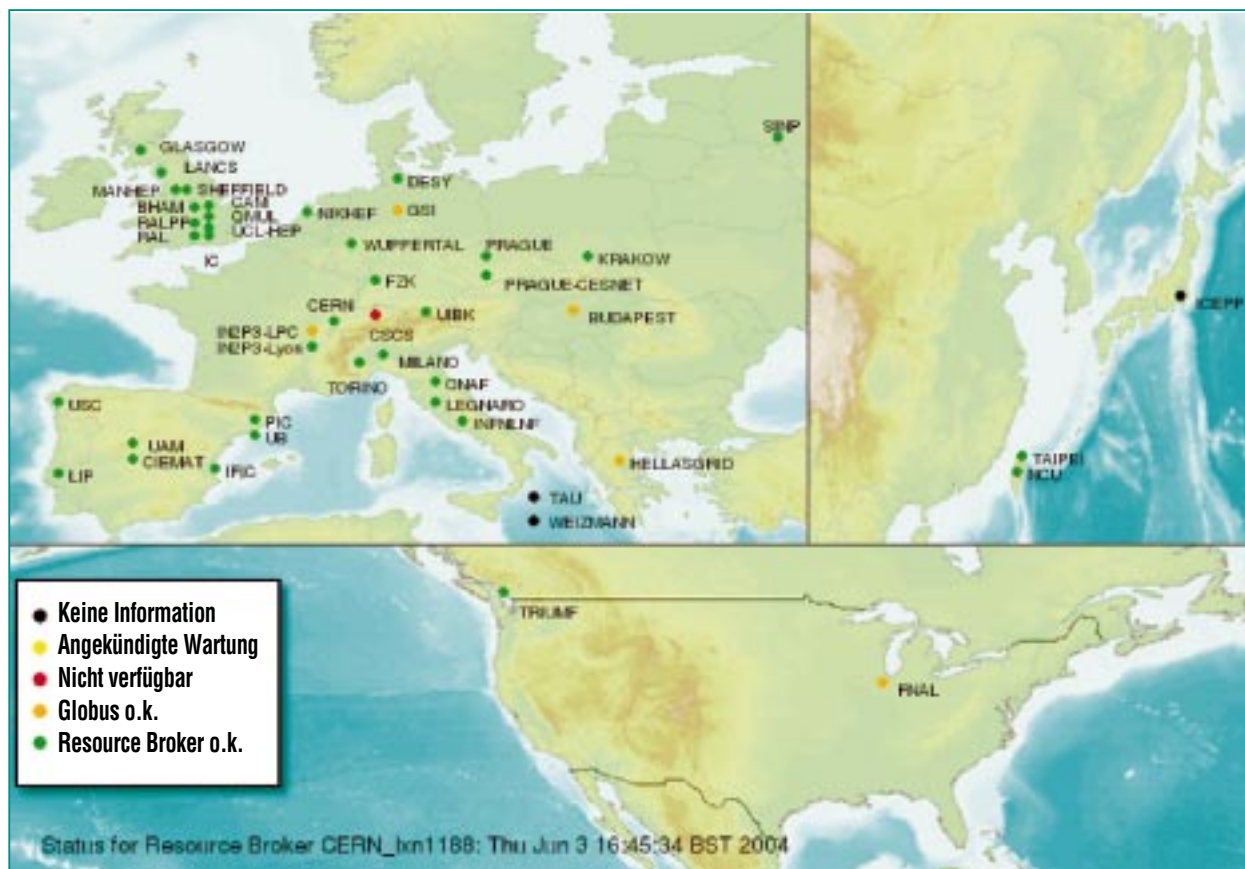 SINP
GLASGOW
LANCS
MANHEP SHEFFIELD
DESY
BHAM CAM
QMUL
NIKHEF
GSI
RALPP
UCL-HEP
RAL
IC
WUPPERTAL
PRAGUE
KRAKOW
FZK
PRAGUE-CESNET
CERN
UIBK
BUDAPEST
IN2P3-LPC
CSCS
IN2P3-Lyon
MILANO
TORINO
CNAF
USC
LEGNARO
PIC
INFNLNF
UB
UAM
CIEMAT
IFIC
LIP
HELLASGRID
TAU
WEIZMANN
ICEPP
TAIPEI
NCU
TRIUMF
FNAL
Keine Information
Angekündigte Wartung
Nicht verfügbar
Globus o.k.
Resource Broker o.k.
Status for Resource Broker CERN_lxn1188: Thu Jun 3 16:45:34 BST 2004